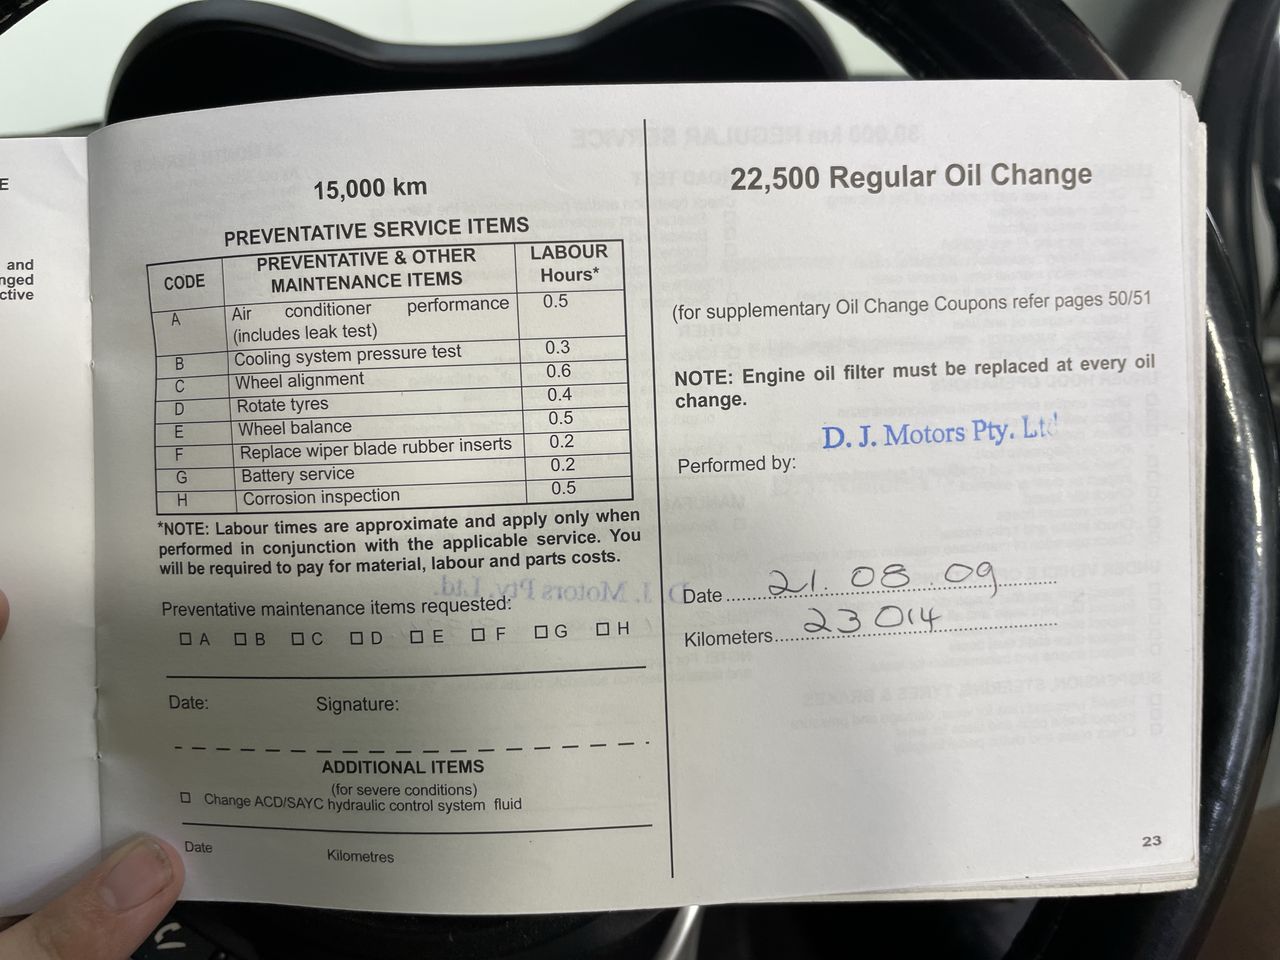 E
and
nged
ctive
15,000 km
PREVENTATIVE SERVICE ITEMS
CODE PREVENTATIVE & OTHER MAINTENANCE ITEMS LABOUR Hours*
A Air conditioner performance (includes leak test) 0.5
B Cooling system pressure test 0.3
C Wheel alignment 0.6
D Rotate tyres 0.4
E Wheel balance 0.5
F Replace wiper blade rubber inserts 0.2
G Battery service 0.2
H Corrosion inspection 0.5
*NOTE: Labour times are approximate and apply only when
performed in conjunction with the applicable service. You
will be required to pay for material, labour and parts costs.
Preventative maintenance items requested:
☐ A ☐ B ☐ C ☐ D ☐ E ☐ F ☐ G ☐ H
Date: Signature:
ADDITIONAL ITEMS
(for severe conditions)
☐ Change ACD/SAYC hydraulic control system fluid
Date Kilometres
22,500 Regular Oil Change
(for supplementary Oil Change Coupons refer pages 50/51
NOTE: Engine oil filter must be replaced at every oil
change.
D. J. Motors Pty. Ltd
Performed by:
Date 21.08 09
Kilometers 23014
23